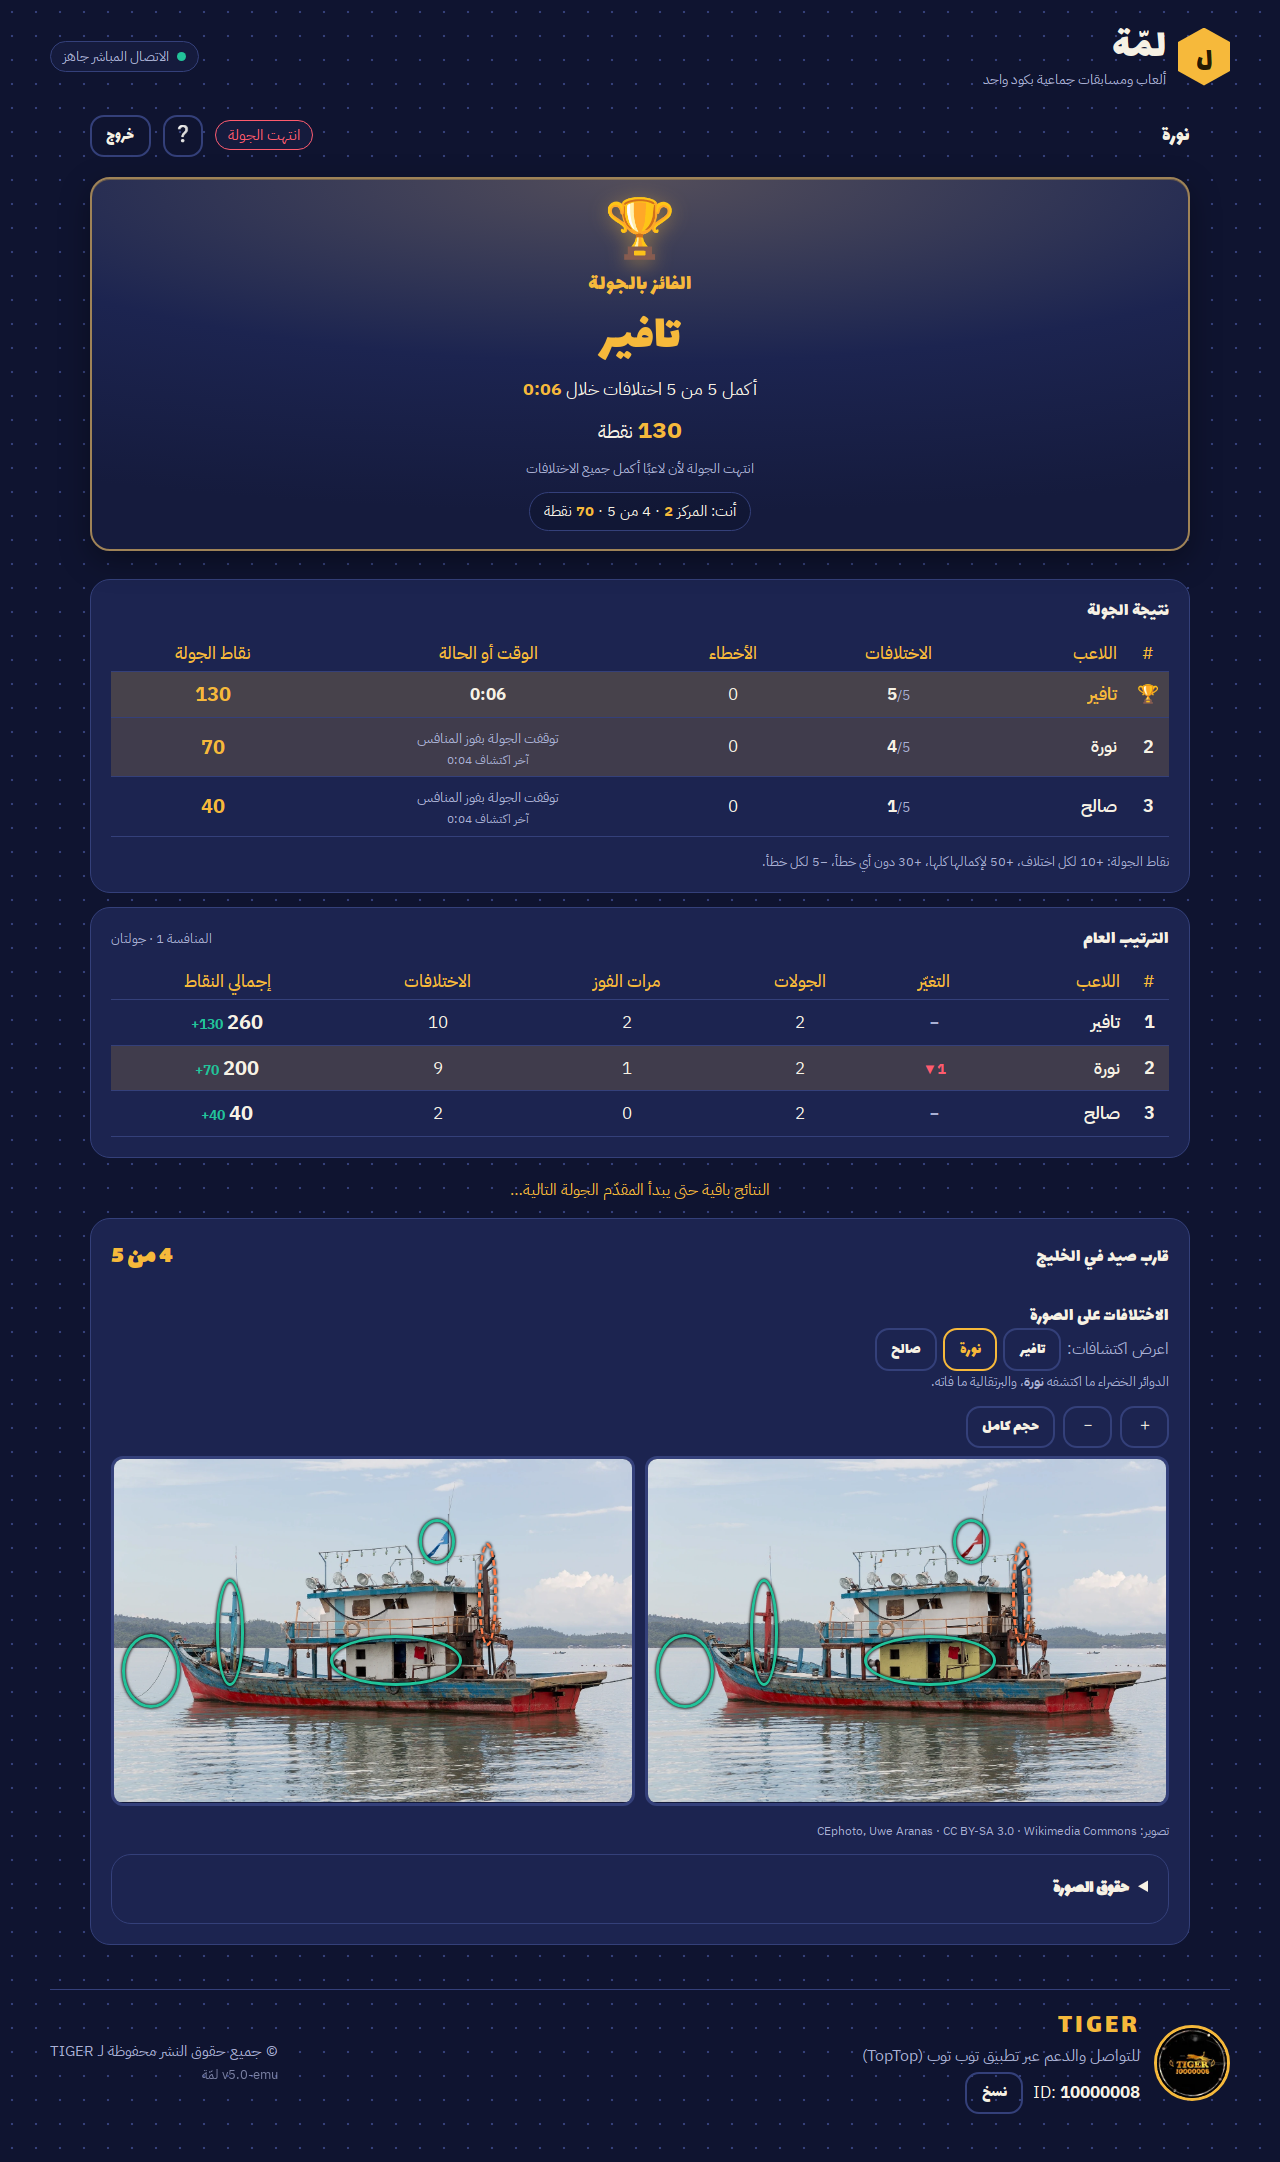 ل
لمّة
ألعاب ومسابقات جماعية بكود واحد
الاتصال المباشر جاهز
نورة
انتهت الجولة
?
خروج
الفائز بالجولة
تافير
أكمل 5 من 5 اختلافات خلال 0:06
130 نقطة
انتهت الجولة لأن لاعبًا أكمل جميع الاختلافات
أنت: المركز 2 · 4 من 5 · 70 نقطة
نتيجة الجولة
# اللاعب الاختلافات الأخطاء الوقت أو الحالة نقاط الجولة
تافير 5/5 0 0:06 130
2 نورة 4/5 0 توقفت الجولة بفوز المنافس 70
آخر اكتشاف 0:04
3 صالح 1/5 0 توقفت الجولة بفوز المنافس 40
آخر اكتشاف 0:04
نقاط الجولة: +10 لكل اختلاف، +50 لإكمالها كلها، +30 دون أي خطأ، −5 لكل خطأ.
الترتيب العام
المنافسة 1 · جولتان
# اللاعب التغيّر الجولات مرات الفوز الاختلافات إجمالي النقاط
1 تافير – 2 2 10 260 +130
2 نورة ▼1 2 1 9 200 +70
3 صالح – 2 0 2 40 +40
النتائج باقية حتى يبدأ المقدّم الجولة التالية…
قارب صيد في الخليج
4 من 5
الاختلافات على الصورة
اعرض اكتشافات: تافير نورة صالح
الدوائر الخضراء ما اكتشفه نورة، والبرتقالية ما فاته.
+ − حجم كامل
تصوير: CEphoto, Uwe Aranas · CC BY-SA 3.0 · Wikimedia Commons
◀ حقوق الصورة
TIGER
10000008
TIGER
للتواصل والدعم عبر تطبيق توب توب (TopTop)
ID: 10000008 نسخ
© جميع حقوق النشر محفوظة لـ TIGER
لمّة v5.0-emu